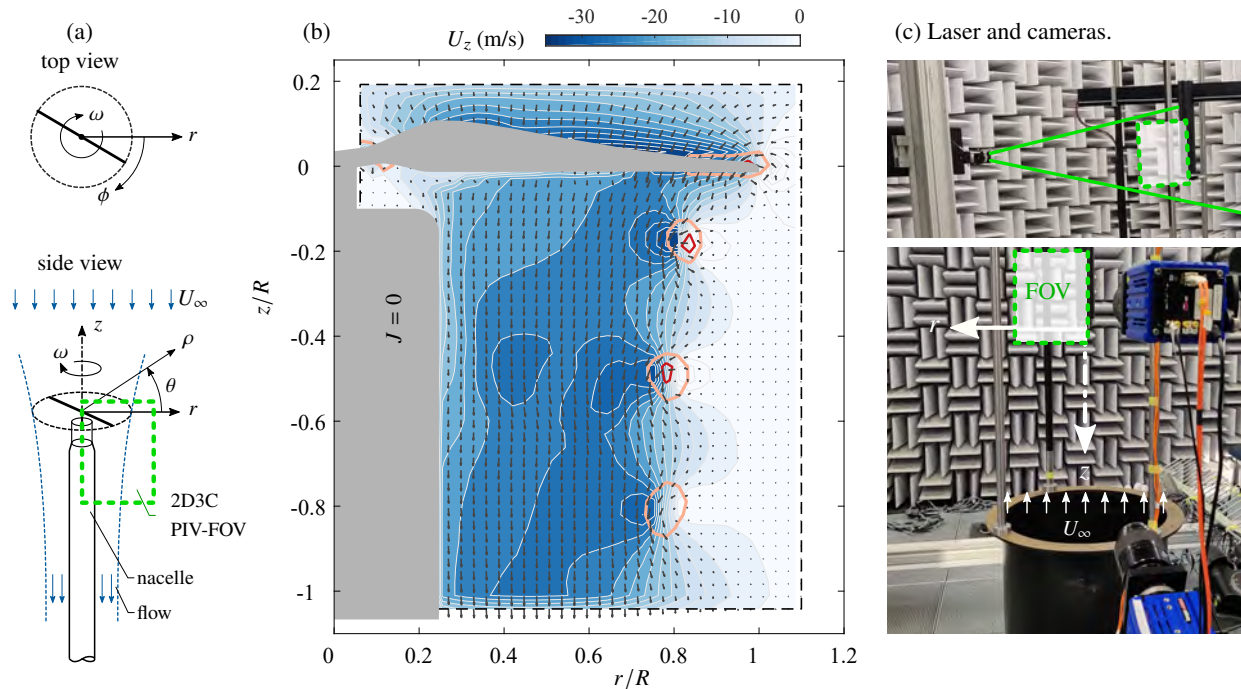 (a)
top view
ω
r
ϕ
side view
U∞
z
ρ
ω
θ
r
2D3C
PIV-FOV
nacelle
flow
(b)
U_z (m/s)
-30 -20 -10 0
0.2
0
-0.2
-0.4
-0.6
-0.8
-1
z/R
J = 0
0 0.2 0.4 0.6 0.8 1 1.2
r/R
(c) Laser and cameras.
FOV
r
z
U∞